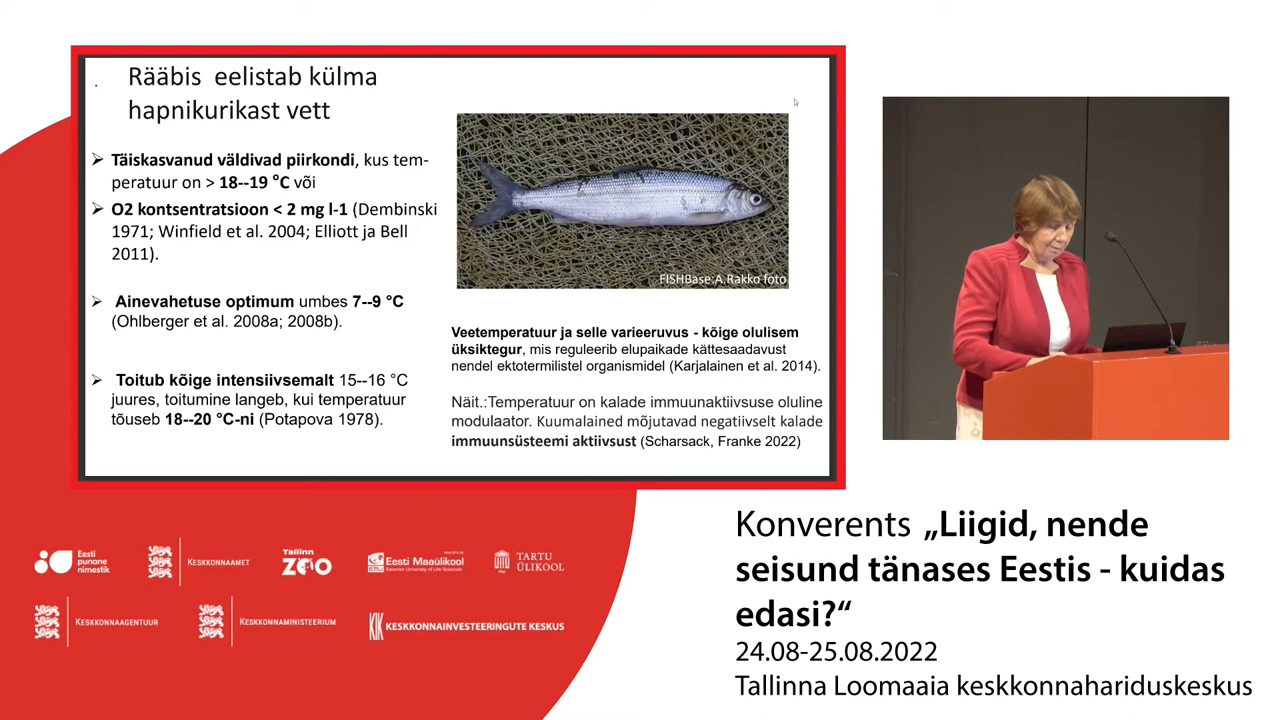 Rääbis eelistab külma
hapnikurikast vett
Täiskasvanud väldivad piirkondi, kus tem-
peratuur on > 18--19 °C või
O2 kontsentratsioon < 2 mg l-1 (Dembinski
1971; Winfield et al. 2004; Elliott ja Bell
2011).
Ainevahetuse optimum umbes 7--9 °C
(Ohlberger et al. 2008a; 2008b).
Toitub kõige intensiivsemalt 15--16 °C
juures, toitumine langeb, kui temperatuur
tõuseb 18--20 °C-ni (Potapova 1978).
FISHBase:A.Rakko foto
Veetemperatuur ja selle varieeruvus - kõige olulisem
üksiktegur, mis reguleerib elupaikade kättesaadavust
nendel ektotermilistel organismidel (Karjalainen et al. 2014).
Näit.:Temperatuur on kalade immuunaktiivsuse oluline
modulaator. Kuumalained mõjutavad negatiivselt kalade
immuunsüsteemi aktiivsust (Scharsack, Franke 2022)
Eesti
punane
nimistik
KESKKONNAAMET
Tallinn
ZOO
Eesti Maaülikool
Estonian University of Life Sciences
TARTU
ÜLIKOOL
KESKKONNAAGENTUUR
KESKKONNAMINISTEERIUM
KIK KESKKONNAINVESTEERINGUTE KESKUS
Konverents „Liigid, nende
seisund tänases Eestis - kuidas
edasi?“
24.08-25.08.2022
Tallinna Loomaaia keskkonnahariduskeskus